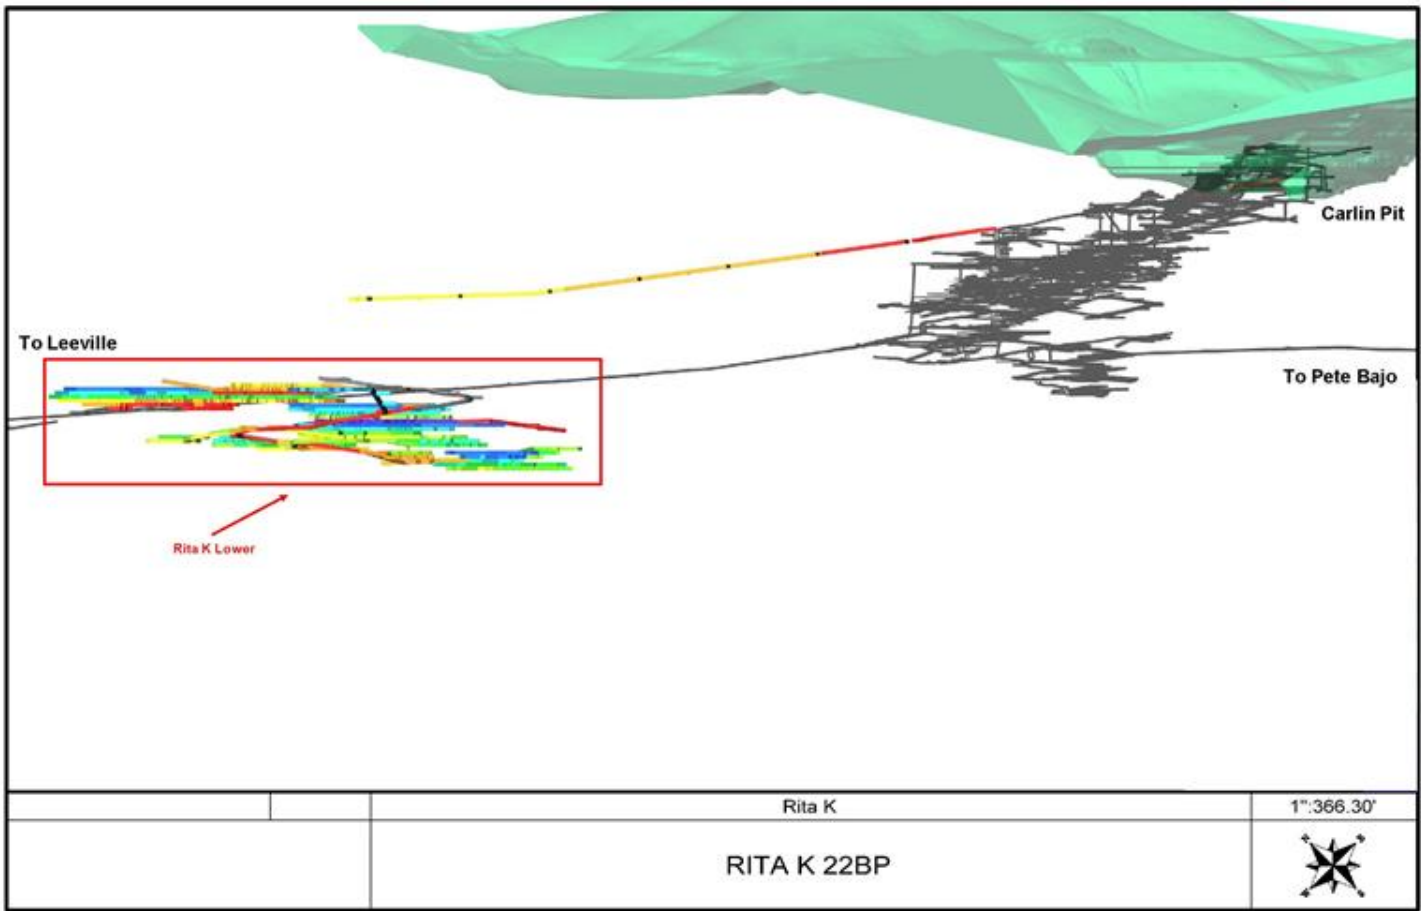 Carlin Pit
To Leeville
To Pete Bajo
Rita K Lower
Rita K
1":366.30'
RITA K 22BP